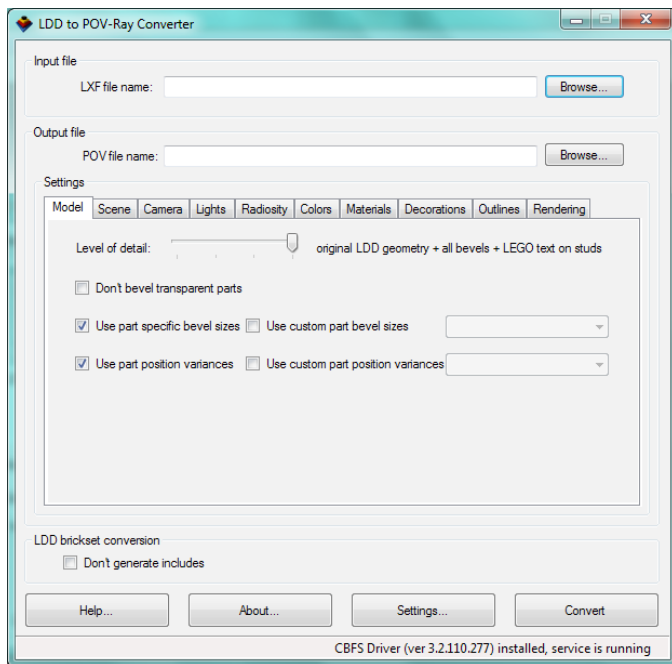 LDD to POV-Ray Converter
Input file
LXF file name: Browse...
Output file
POV file name: Browse...
Settings
Model Scene Camera Lights Radiosity Colors Materials Decorations Outlines Rendering
Level of detail: original LDD geometry + all bevels + LEGO text on studs
Don't bevel transparent parts
Use part specific bevel sizes Use custom part bevel sizes
Use part position variances Use custom part position variances
LDD brickset conversion
Don't generate includes
Help... About... Settings... Convert
CBFS Driver (ver 3.2.110.277) installed, service is running